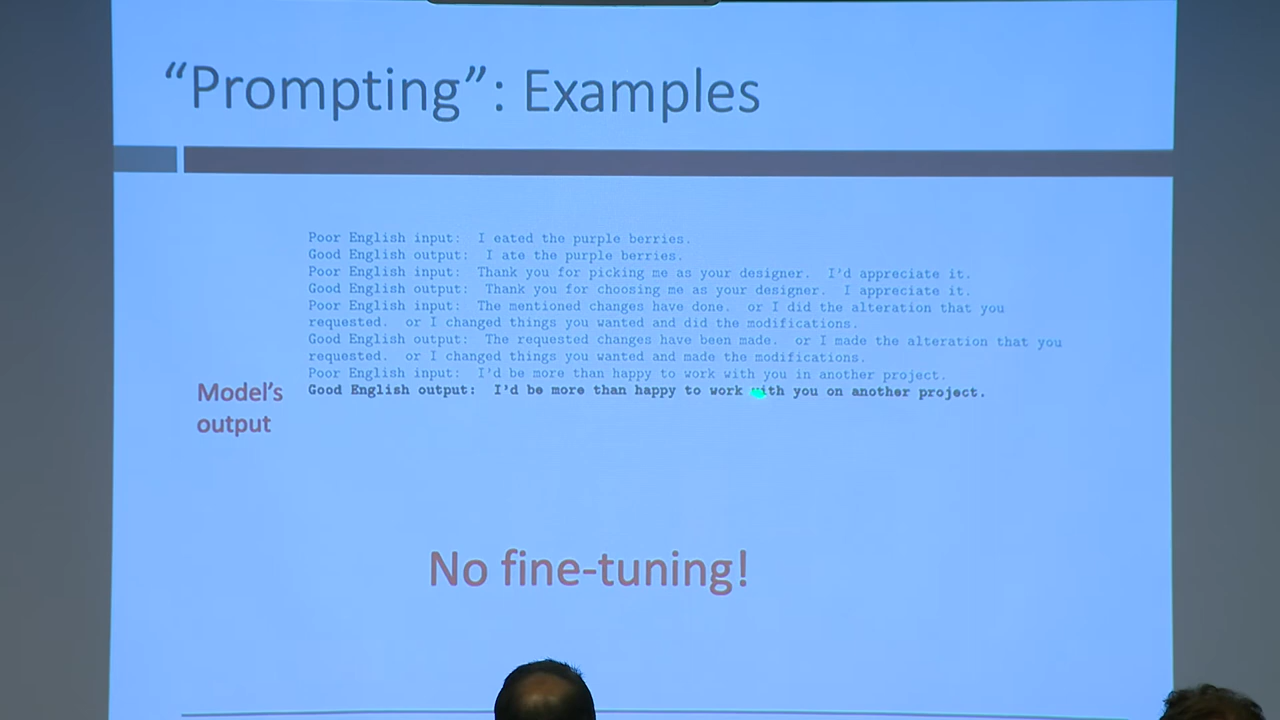 “Prompting”: Examples
Poor English input: I eated the purple berries.
Good English output: I ate the purple berries.
Poor English input: Thank you for picking me as your designer. I'd appreciate it.
Good English output: Thank you for choosing me as your designer. I appreciate it.
Poor English input: The mentioned changes have done. or I did the alteration that you
requested. or I changed things you wanted and did the modifications.
Good English output: The requested changes have been made. or I made the alteration that you
requested. or I changed things you wanted and made the modifications.
Poor English input: I'd be more than happy to work with you in another project.
Good English output: I'd be more than happy to work with you on another project.
Model's
output
No fine-tuning!